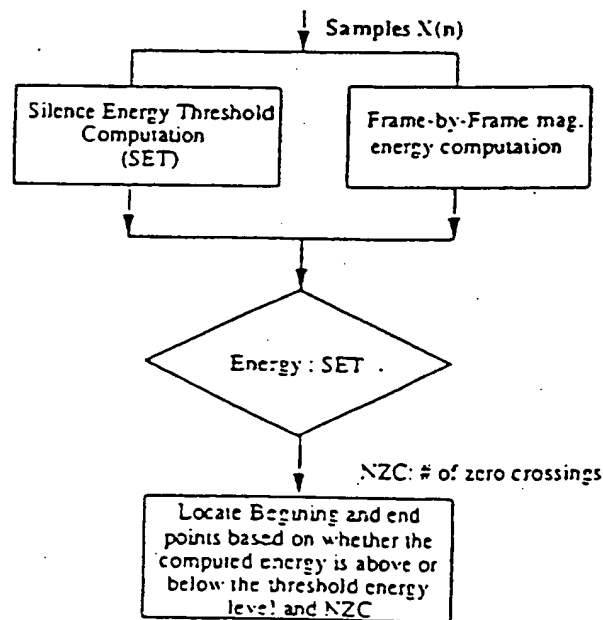 Samples X(n)
Silence Energy Threshold
Computation
(SET)
Frame-by-Frame mag.
energy computation
Energy : SET
NZC: # of zero crossings
Locate Begining and end
points based on whether the
computed energy is above or
below the threshold energy
level and NZC